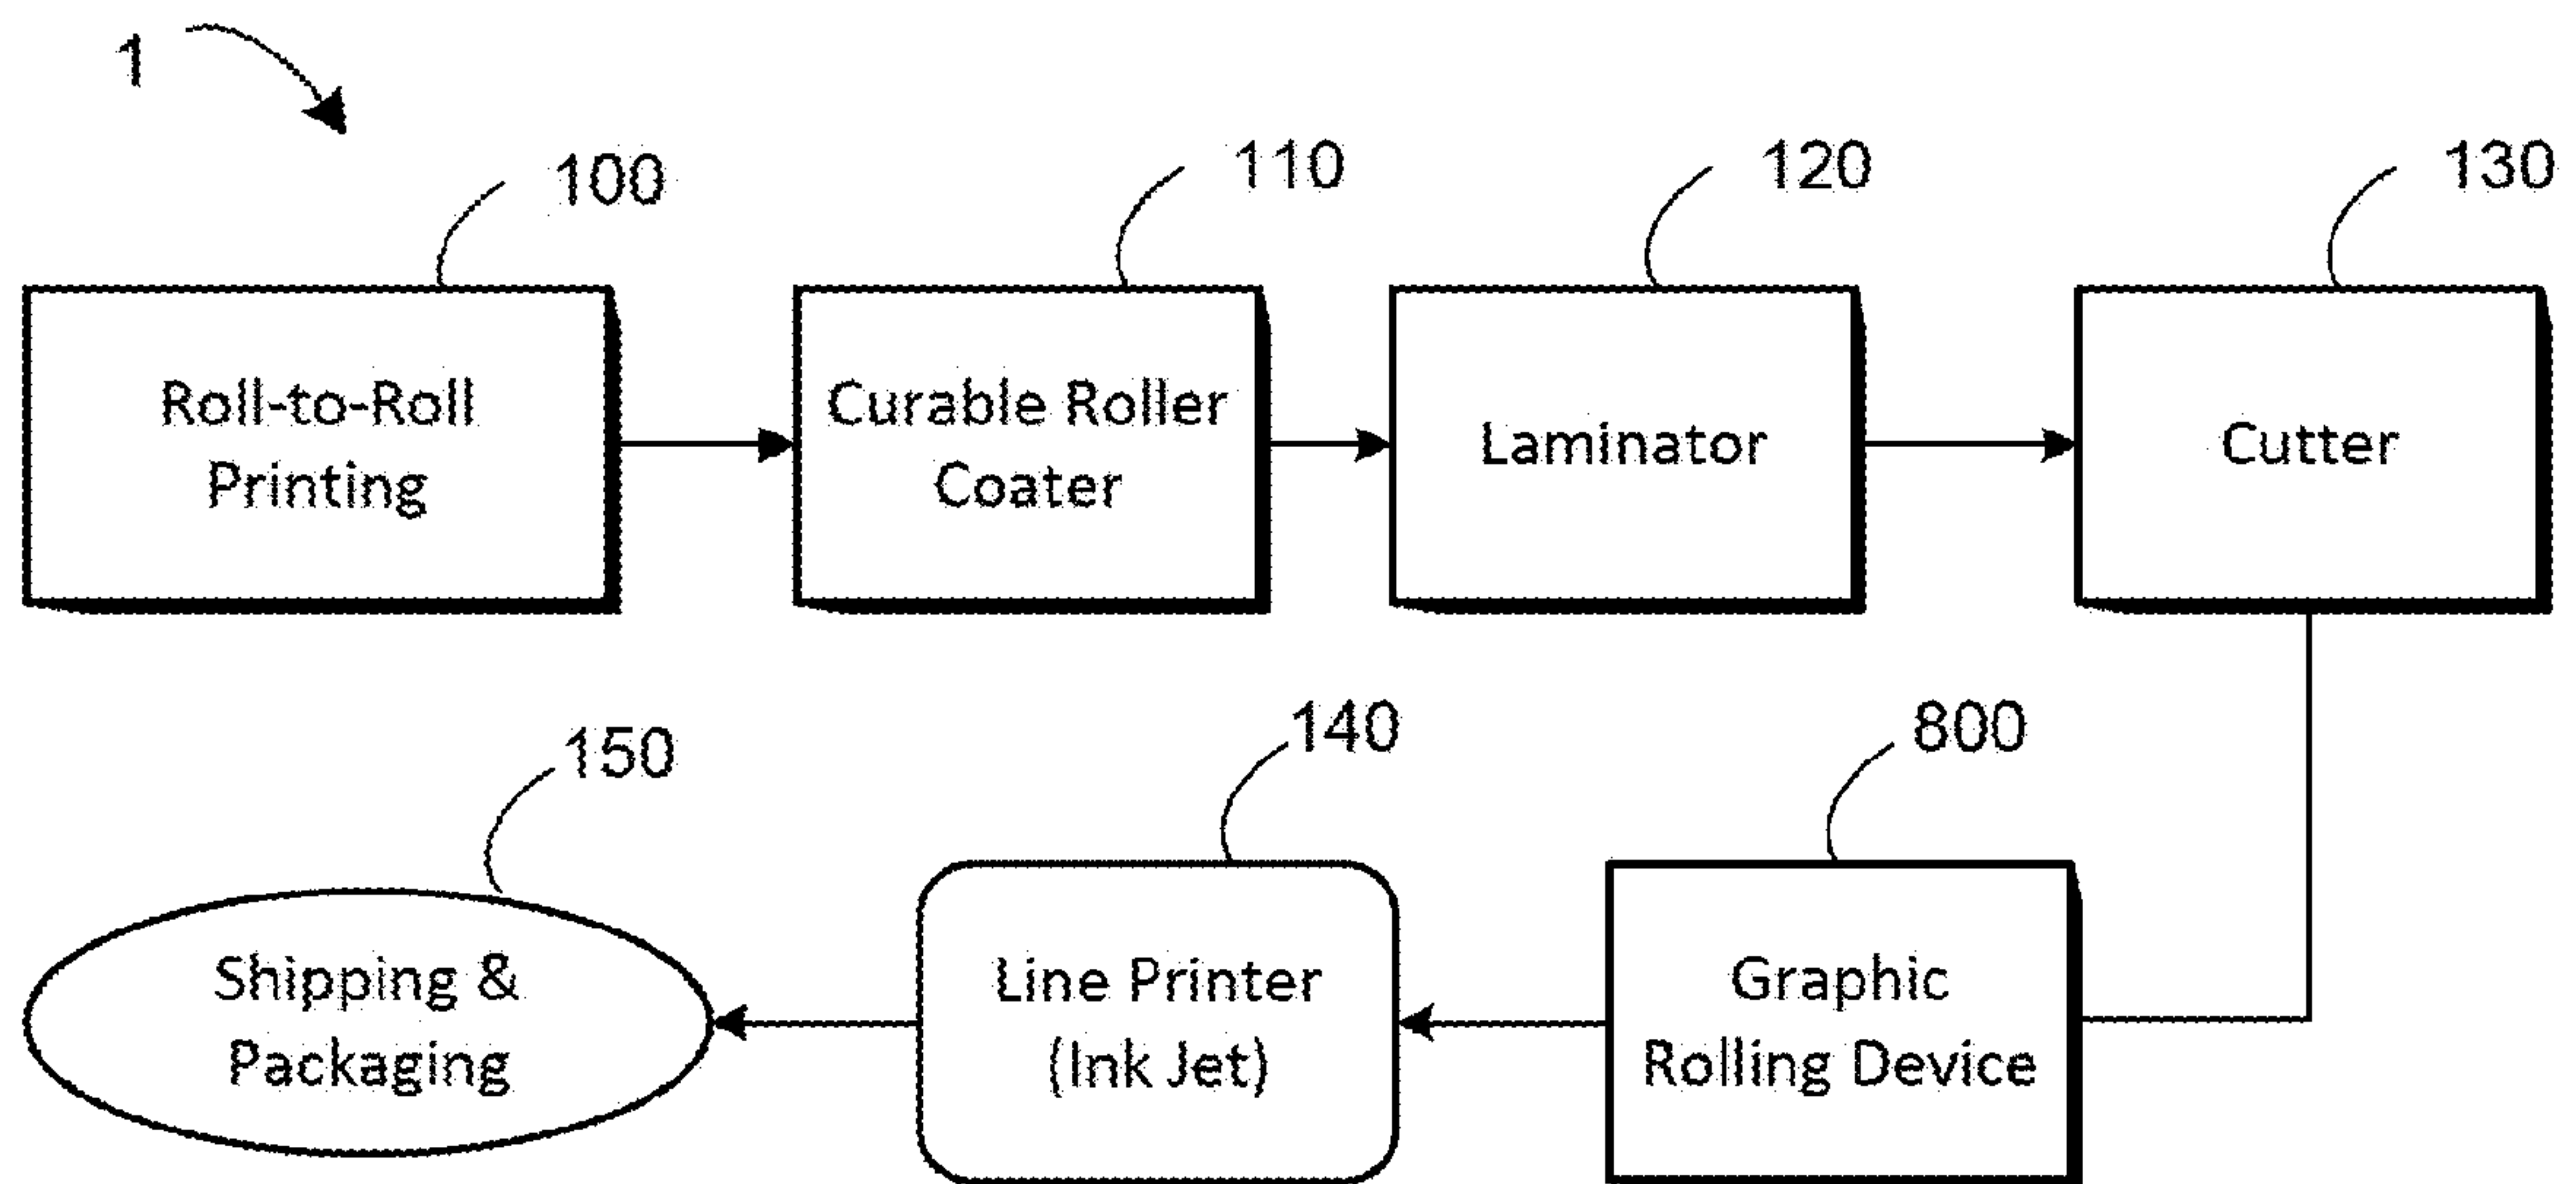 1
100
110
120
130
Roll-to-Roll
Printing
Curable Roller
Coater
Laminator
Cutter
150
140
800
Shipping &
Packaging
Line Printer
(Ink Jet)
Graphic
Rolling Device